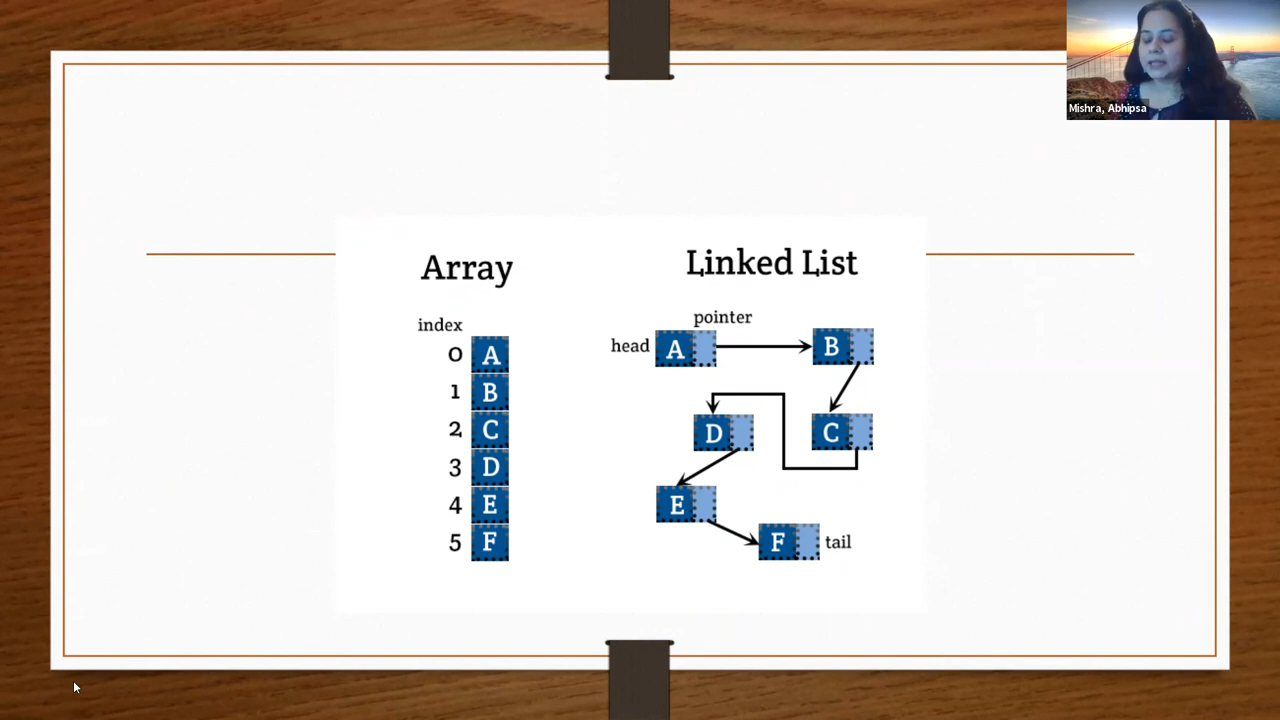 Mishra, Abhipsa
Array
index
0 A
1 B
2 C
3 D
4 E
5 F
Linked List
pointer
head A B
D C
E
F tail